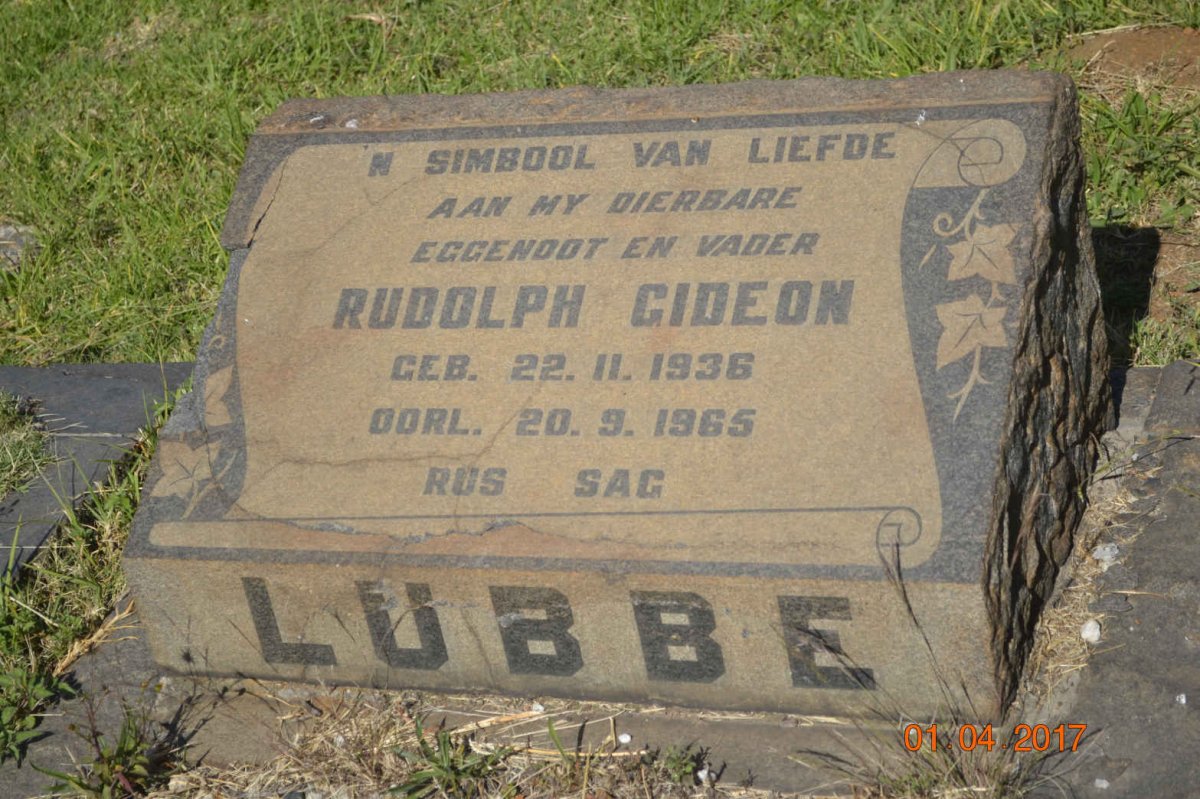 'N SIMBOOL VAN LIEFDE
AAN MY DIERBARE
EGGENOOT EN VADER
RUDOLPH GIDEON
GEB. 22. 11. 1936
OORL. 20. 9. 1965
RUS SAG
LÜBBE
01.04.2017